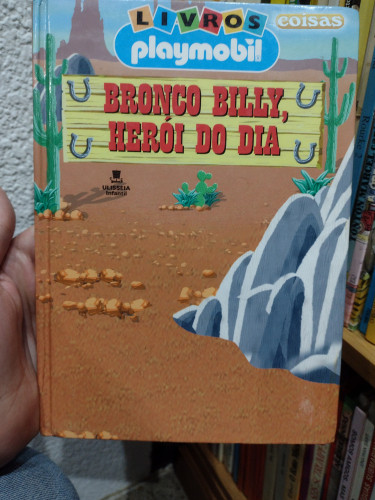 LIVROS
coisas
playmobil
BRONCO BILLY,
HERÓI DO DIA
ULISSEIA
Infantil